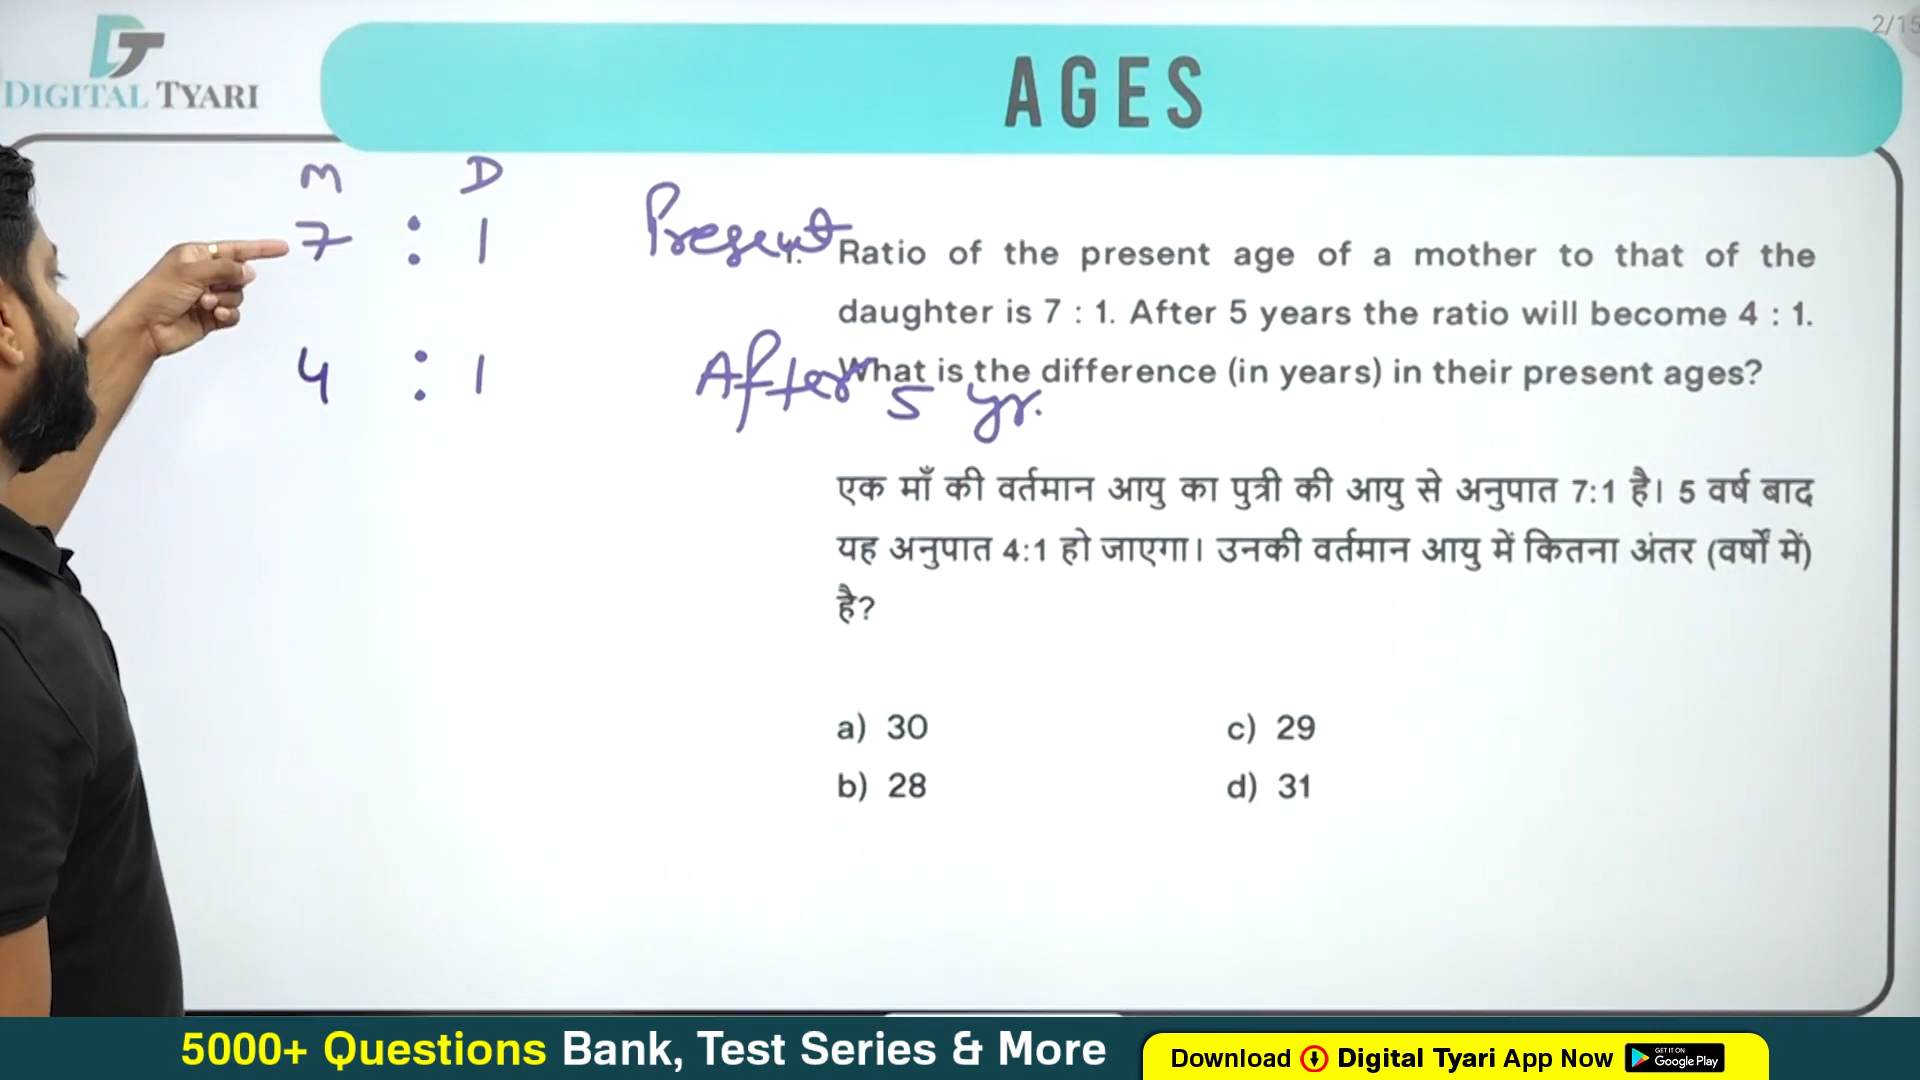 2/15
DT
DIGITAL TYARI
AGES
M D
7 : 1 Present
4 : 1 After 5 yr.
1. Ratio of the present age of a mother to that of the
daughter is 7 : 1. After 5 years the ratio will become 4 : 1.
What is the difference (in years) in their present ages?
एक माँ की वर्तमान आयु का पुत्री की आयु से अनुपात 7:1 है। 5 वर्ष बाद
यह अनुपात 4:1 हो जाएगा। उनकी वर्तमान आयु में कितना अंतर (वर्षों में)
है?
a) 30 c) 29
b) 28 d) 31
5000+ Questions Bank, Test Series & More
Download Digital Tyari App Now
GET IT ON
Google Play